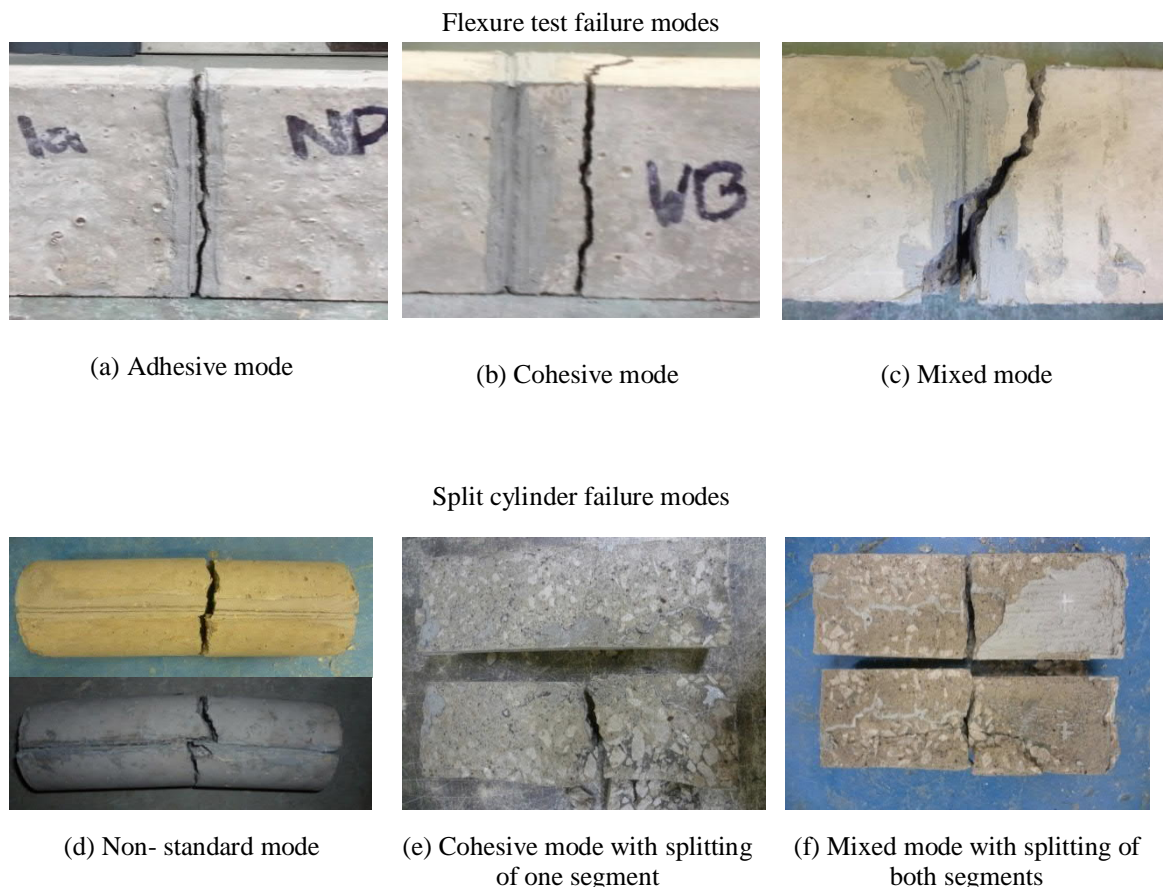 Flexure test failure modes
1a
NP
WB
(a) Adhesive mode
(b) Cohesive mode
(c) Mixed mode
Split cylinder failure modes
(d) Non- standard mode
(e) Cohesive mode with splitting
of one segment
(f) Mixed mode with splitting of
both segments